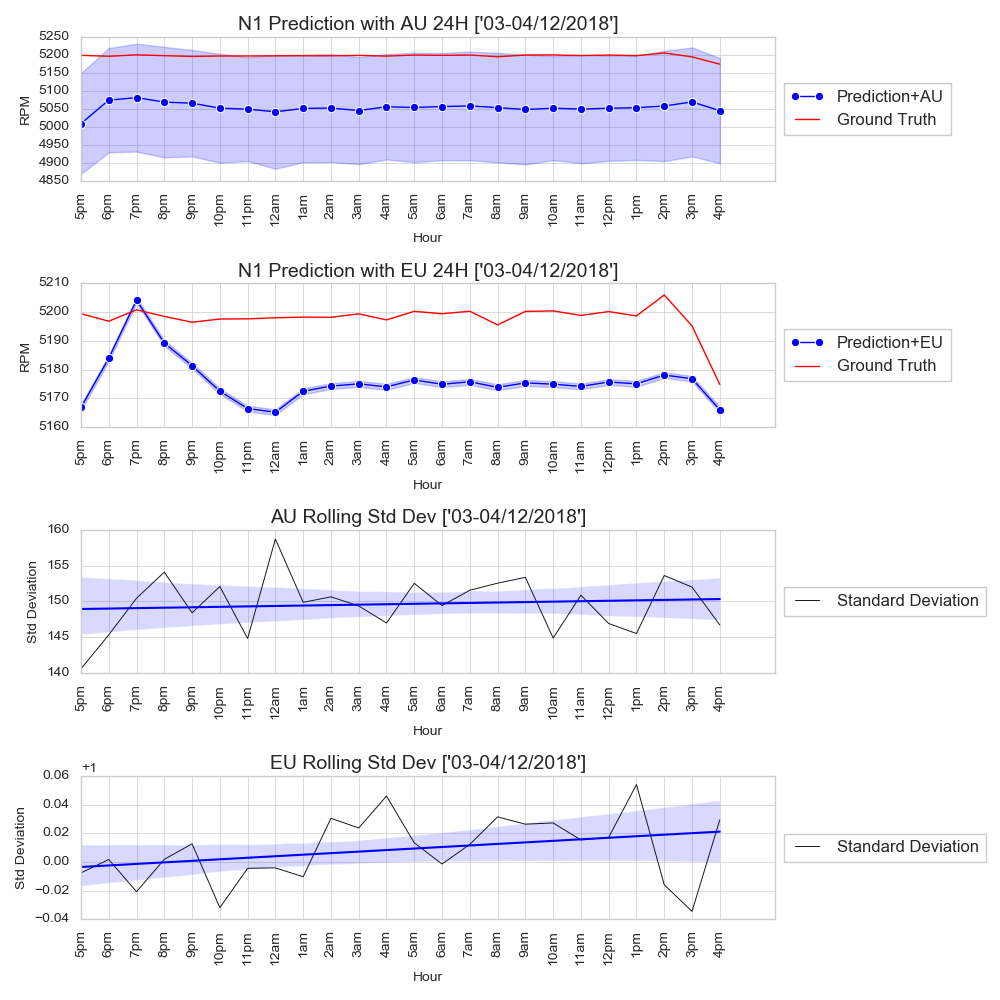 N1 Prediction with AU 24H ['03-04/12/2018']
5250
5200
5150
5100
5050
5000
4950
4900
4850
RPM
5pm 6pm 7pm 8pm 9pm 10pm 11pm 12am 1am 2am 3am 4am 5am 6am 7am 8am 9am 10am 11am 12pm 1pm 2pm 3pm 4pm
Hour
Prediction+AU
Ground Truth
N1 Prediction with EU 24H ['03-04/12/2018']
5210
5200
5190
5180
5170
5160
RPM
5pm 6pm 7pm 8pm 9pm 10pm 11pm 12am 1am 2am 3am 4am 5am 6am 7am 8am 9am 10am 11am 12pm 1pm 2pm 3pm 4pm
Hour
Prediction+EU
Ground Truth
AU Rolling Std Dev ['03-04/12/2018']
160
155
150
145
140
Std Deviation
5pm 6pm 7pm 8pm 9pm 10pm 11pm 12am 1am 2am 3am 4am 5am 6am 7am 8am 9am 10am 11am 12pm 1pm 2pm 3pm 4pm
Hour
Standard Deviation
EU Rolling Std Dev ['03-04/12/2018']
+1
0.06
0.04
0.02
0.00
−0.02
−0.04
Std Deviation
5pm 6pm 7pm 8pm 9pm 10pm 11pm 12am 1am 2am 3am 4am 5am 6am 7am 8am 9am 10am 11am 12pm 1pm 2pm 3pm 4pm
Hour
Standard Deviation